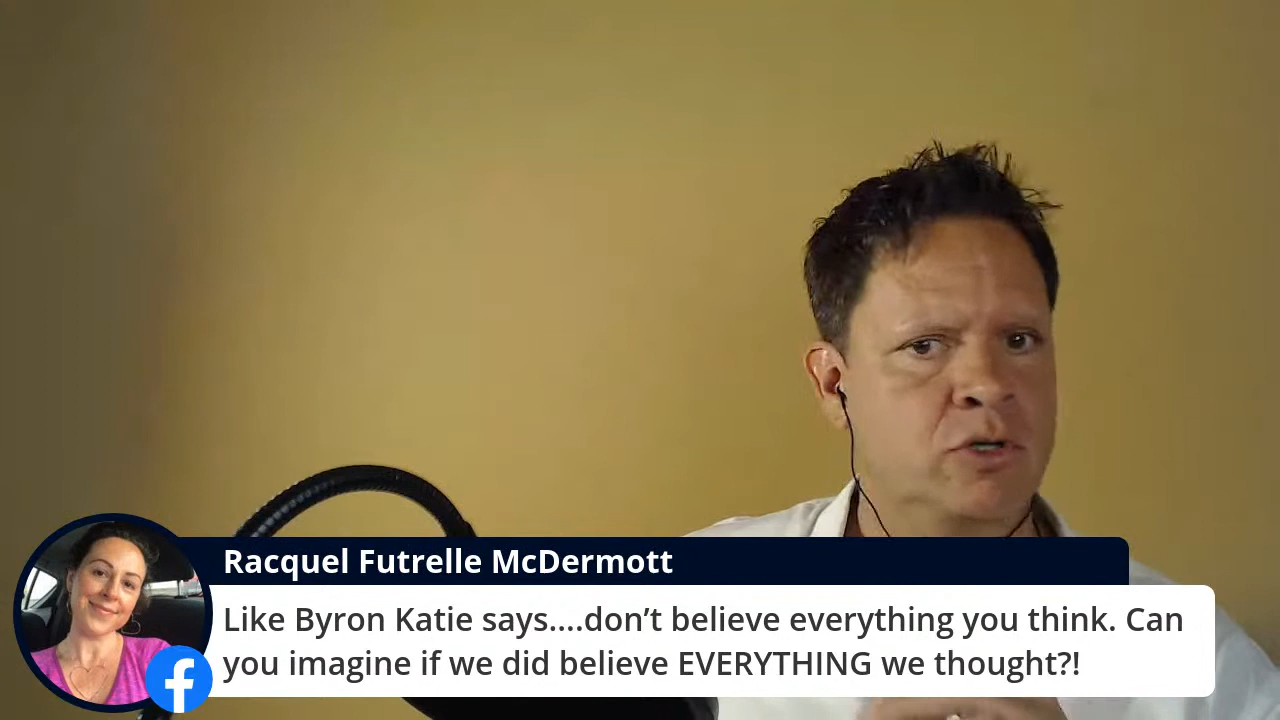 Racquel Futrelle McDermott
Like Byron Katie says....don’t believe everything you think. Can
you imagine if we did believe EVERYTHING we thought?!